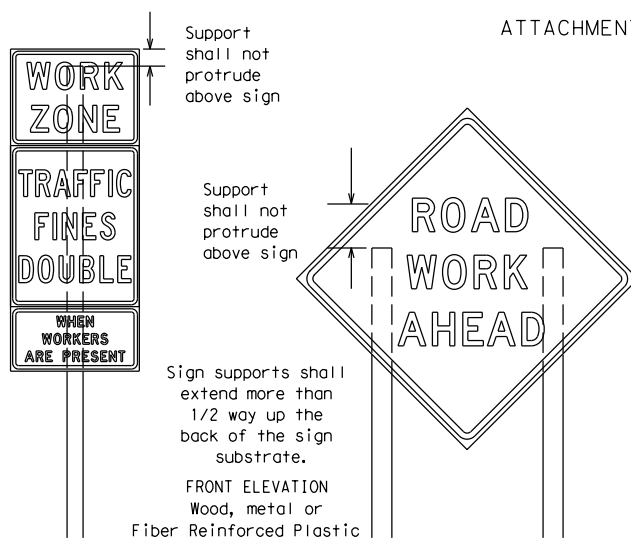 ATTACHMENT
Support
shall not
protrude
above sign
WORK
ZONE
TRAFFIC
FINES
DOUBLE
WHEN
WORKERS
ARE PRESENT
Support
shall not
protrude
above sign
ROAD
WORK
AHEAD
Sign supports shall
extend more than
1/2 way up the
back of the sign
substrate.
FRONT ELEVATION
Wood, metal or
Fiber Reinforced Plastic